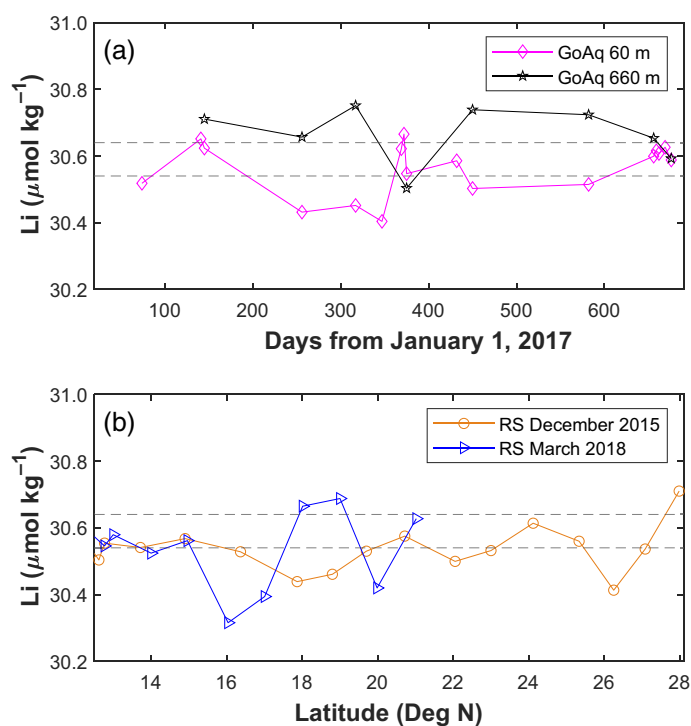 (a)
GoAq 60 m
GoAq 660 m
31.0
30.8
30.6
30.4
30.2
Li (μmol kg⁻¹)
100 200 300 400 500 600
Days from January 1, 2017
(b)
RS December 2015
RS March 2018
31.0
30.8
30.6
30.4
30.2
Li (μmol kg⁻¹)
14 16 18 20 22 24 26 28
Latitude (Deg N)